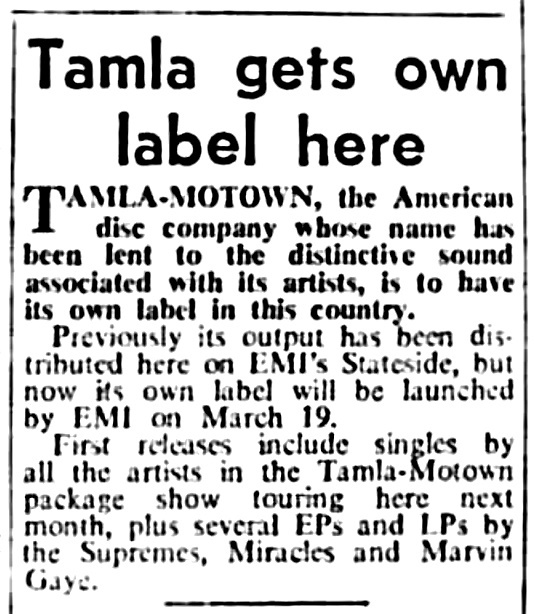 Tamla gets own
label here
TAMLA-MOTOWN, the American
disc company whose name has
been lent to the distinctive sound
associated with its artists, is to have
its own label in this country.
Previously its output has been dis-
tributed here on EMI's Stateside, but
now its own label will be launched
by EMI on March 19.
First releases include singles by
all the artists in the Tamla-Motown
package show touring here next
month, plus several EPs and LPs by
the Supremes, Miracles and Marvin
Gaye.